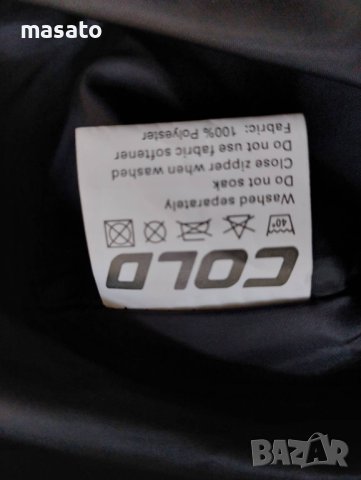 masato
COLD
40°
Washed separately
Do not soak
Close zipper when washed
Do not use fabric softener
Fabric: 100% Polyester
BAZAR